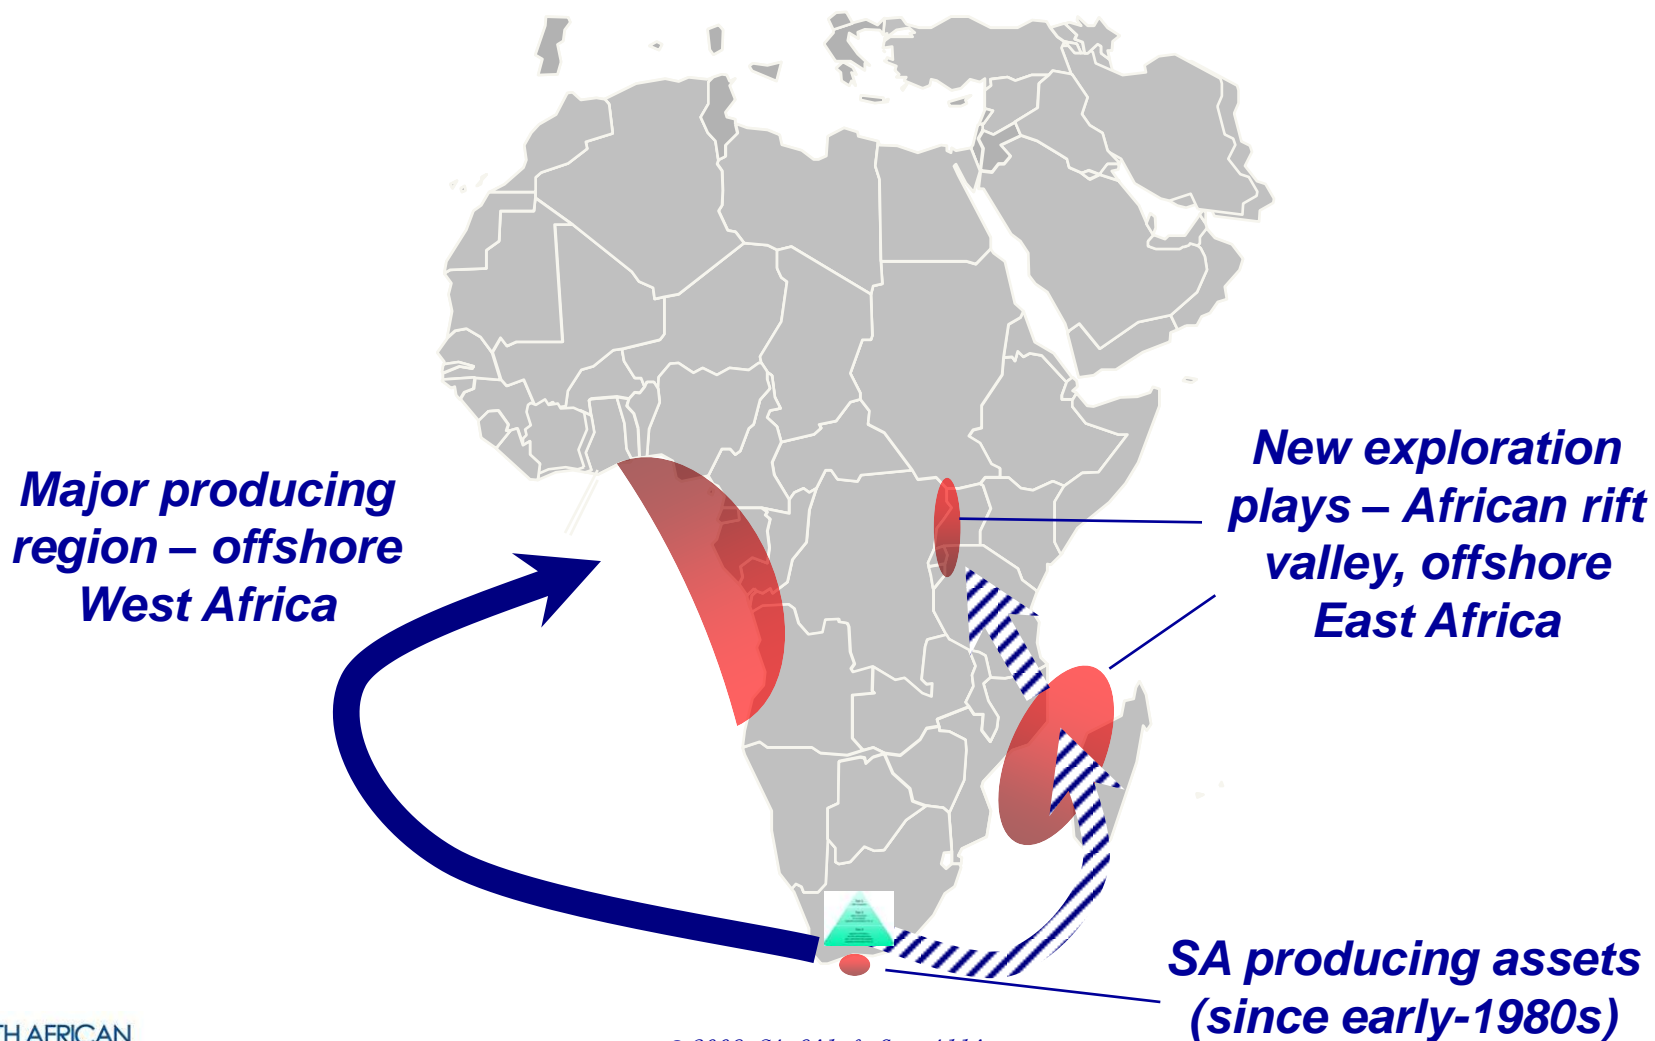 New exploration
plays – African rift
valley, offshore
East Africa
Major producing
region – offshore
West Africa
SA producing assets
(since early-1980s)
AFRICAN